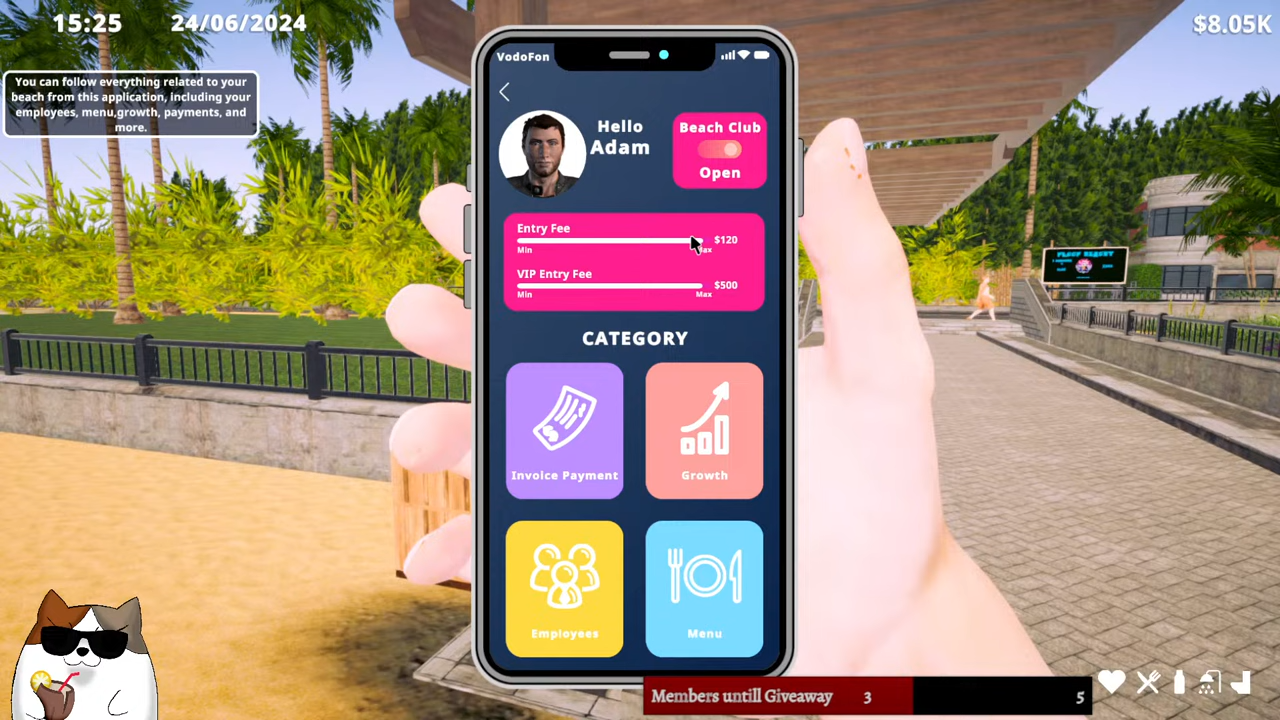 15:25
24/06/2024
$8.05K
You can follow everything related to your
beach from this application, including your
employees, menu,growth, payments, and
more.
VodoFon
Hello
Adam
Beach Club
Open
Entry Fee
$120
Min
VIP Entry Fee
$500
Min
Max
CATEGORY
Invoice Payment
Growth
Employees
Menu
Members untill Giveaway
3
5